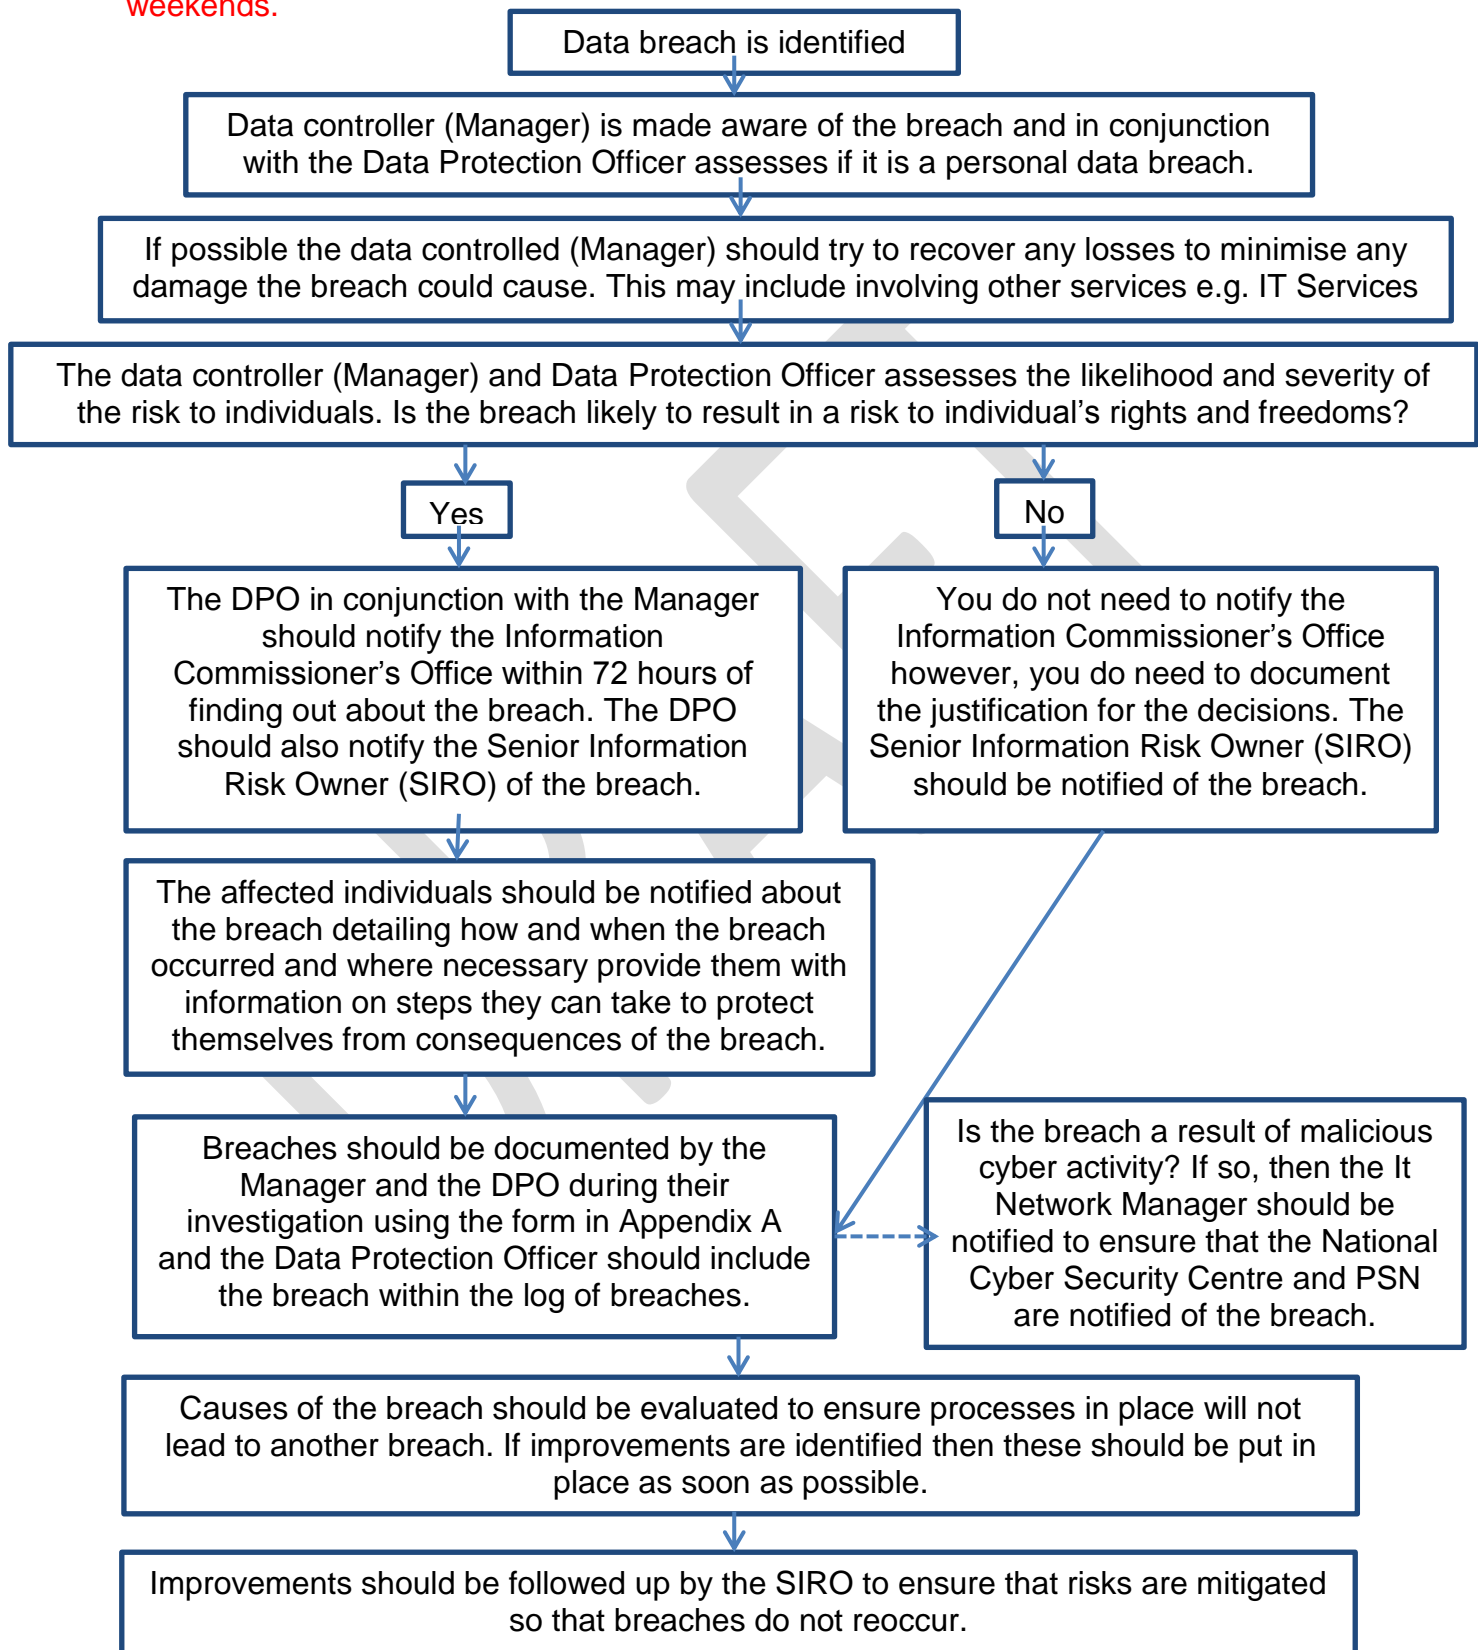 weekends.
Data breach is identified
Data controller (Manager) is made aware of the breach and in conjunction
with the Data Protection Officer assesses if it is a personal data breach.
If possible the data controlled (Manager) should try to recover any losses to minimise any
damage the breach could cause. This may include involving other services e.g. IT Services
The data controller (Manager) and Data Protection Officer assesses the likelihood and severity of
the risk to individuals. Is the breach likely to result in a risk to individual’s rights and freedoms?
Yes
No
The DPO in conjunction with the Manager
should notify the Information
Commissioner’s Office within 72 hours of
finding out about the breach. The DPO
should also notify the Senior Information
Risk Owner (SIRO) of the breach.
You do not need to notify the
Information Commissioner’s Office
however, you do need to document
the justification for the decisions. The
Senior Information Risk Owner (SIRO)
should be notified of the breach.
The affected individuals should be notified about
the breach detailing how and when the breach
occurred and where necessary provide them with
information on steps they can take to protect
themselves from consequences of the breach.
Breaches should be documented by the
Manager and the DPO during their
investigation using the form in Appendix A
and the Data Protection Officer should include
the breach within the log of breaches.
Is the breach a result of malicious
cyber activity? If so, then the It
Network Manager should be
notified to ensure that the National
Cyber Security Centre and PSN
are notified of the breach.
Causes of the breach should be evaluated to ensure processes in place will not
lead to another breach. If improvements are identified then these should be put in
place as soon as possible.
Improvements should be followed up by the SIRO to ensure that risks are mitigated
so that breaches do not reoccur.